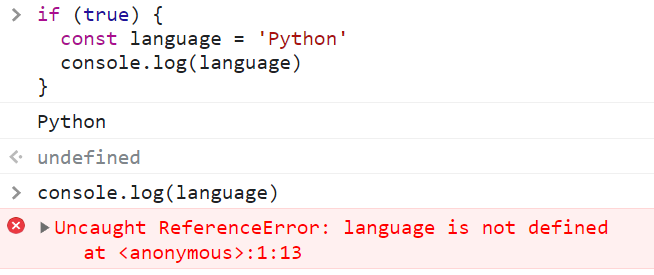 if (true) {
  const language = 'Python'
  console.log(language)
}
Python
undefined
console.log(language)
Uncaught ReferenceError: language is not defined
    at <anonymous>:1:13